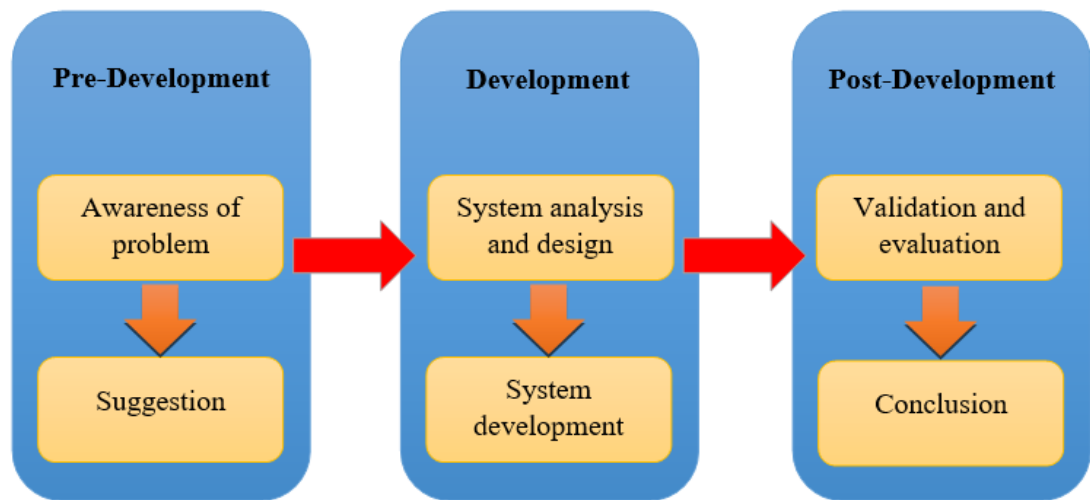 Pre-Development
Awareness of
problem
Suggestion
Development
System analysis
and design
System
development
Post-Development
Validation and
evaluation
Conclusion